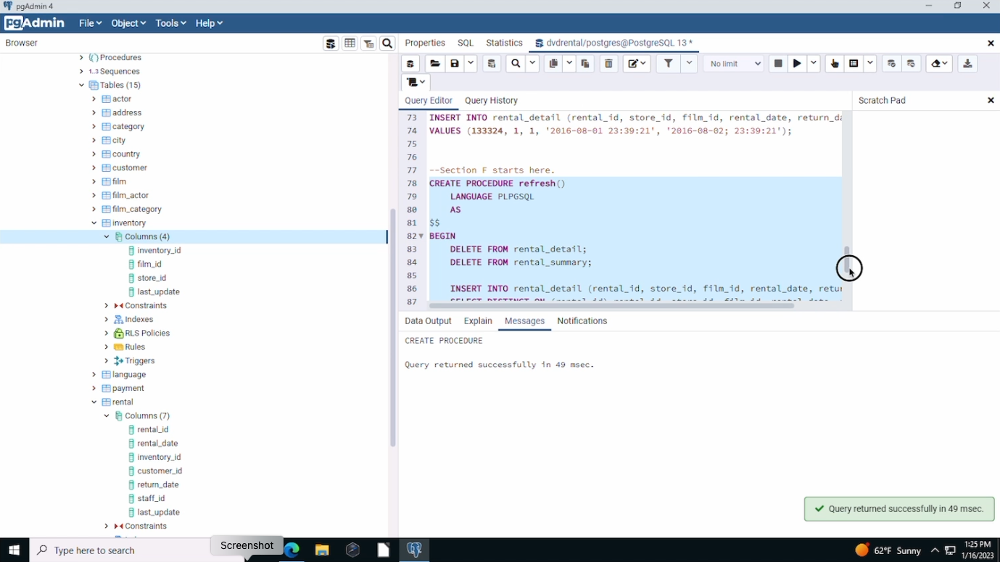 pgAdmin 4
pgAdmin File Object Tools Help
Browser
Properties SQL Statistics dvdrental/postgres@PostgreSQL 13 *
No limit
Query Editor Query History
Scratch Pad
Procedures
1..3 Sequences
Tables (15)
actor
address
category
city
country
customer
film
film_actor
film_category
inventory
Columns (4)
inventory_id
film_id
store_id
last_update
Constraints
Indexes
RLS Policies
Rules
Triggers
language
payment
rental
Columns (7)
rental_id
rental_date
inventory_id
customer_id
return_date
staff_id
last_update
Constraints
73 INSERT INTO rental_detail (rental_id, store_id, film_id, rental_date, return_da
74 VALUES (133324, 1, 1, '2016-08-01 23:39:21', '2016-08-02; 23:39:21');
75
76
77 --Section F starts here.
78 CREATE PROCEDURE refresh()
79 LANGUAGE PLPGSQL
80 AS
81 $$
82 BEGIN
83 DELETE FROM rental_detail;
84 DELETE FROM rental_summary;
85
86 INSERT INTO rental_detail (rental_id, store_id, film_id, rental_date, retur
87
Data Output Explain Messages Notifications
CREATE PROCEDURE
Query returned successfully in 49 msec.
Query returned successfully in 49 msec.
Type here to search
Screenshot
62°F Sunny
1:25 PM
1/16/2023